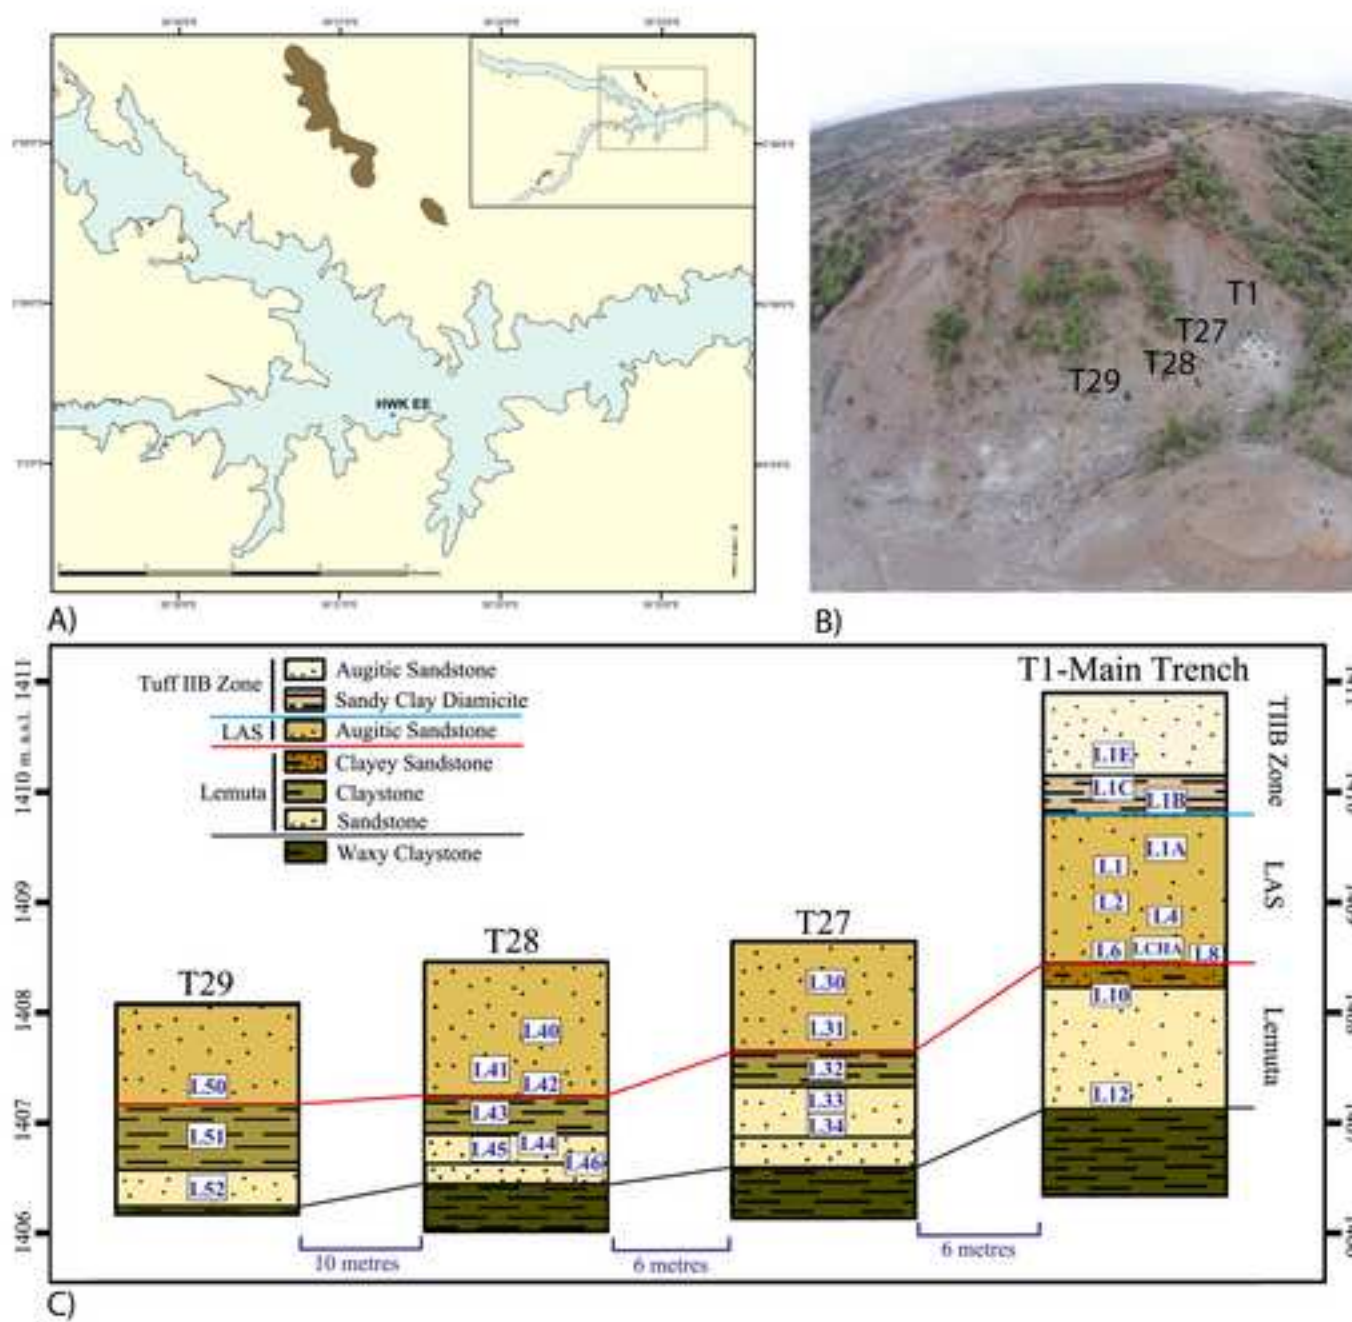 HWK EE
A)
T1
T27
T28
T29
B)
Tuff IIB Zone
Augitic Sandstone
Sandy Clay Diamicite
LAS
Augitic Sandstone
Lemuta
Clayey Sandstone
Claystone
Sandstone
Waxy Claystone
1411
1410 m. a.s.l.
1409
1408
1407
1406
T29
L50
L51
L52
T28
L40
L41
L42
L43
L44
L45
L46
T27
L30
L31
L32
L33
L34
T1-Main Trench
L1E
L1C
L1B
L1A
L1
L2
L4
L6
LCHA
L8
L10
L12
TIIB Zone
LAS
Lemuta
10 metres
6 metres
6 metres
C)